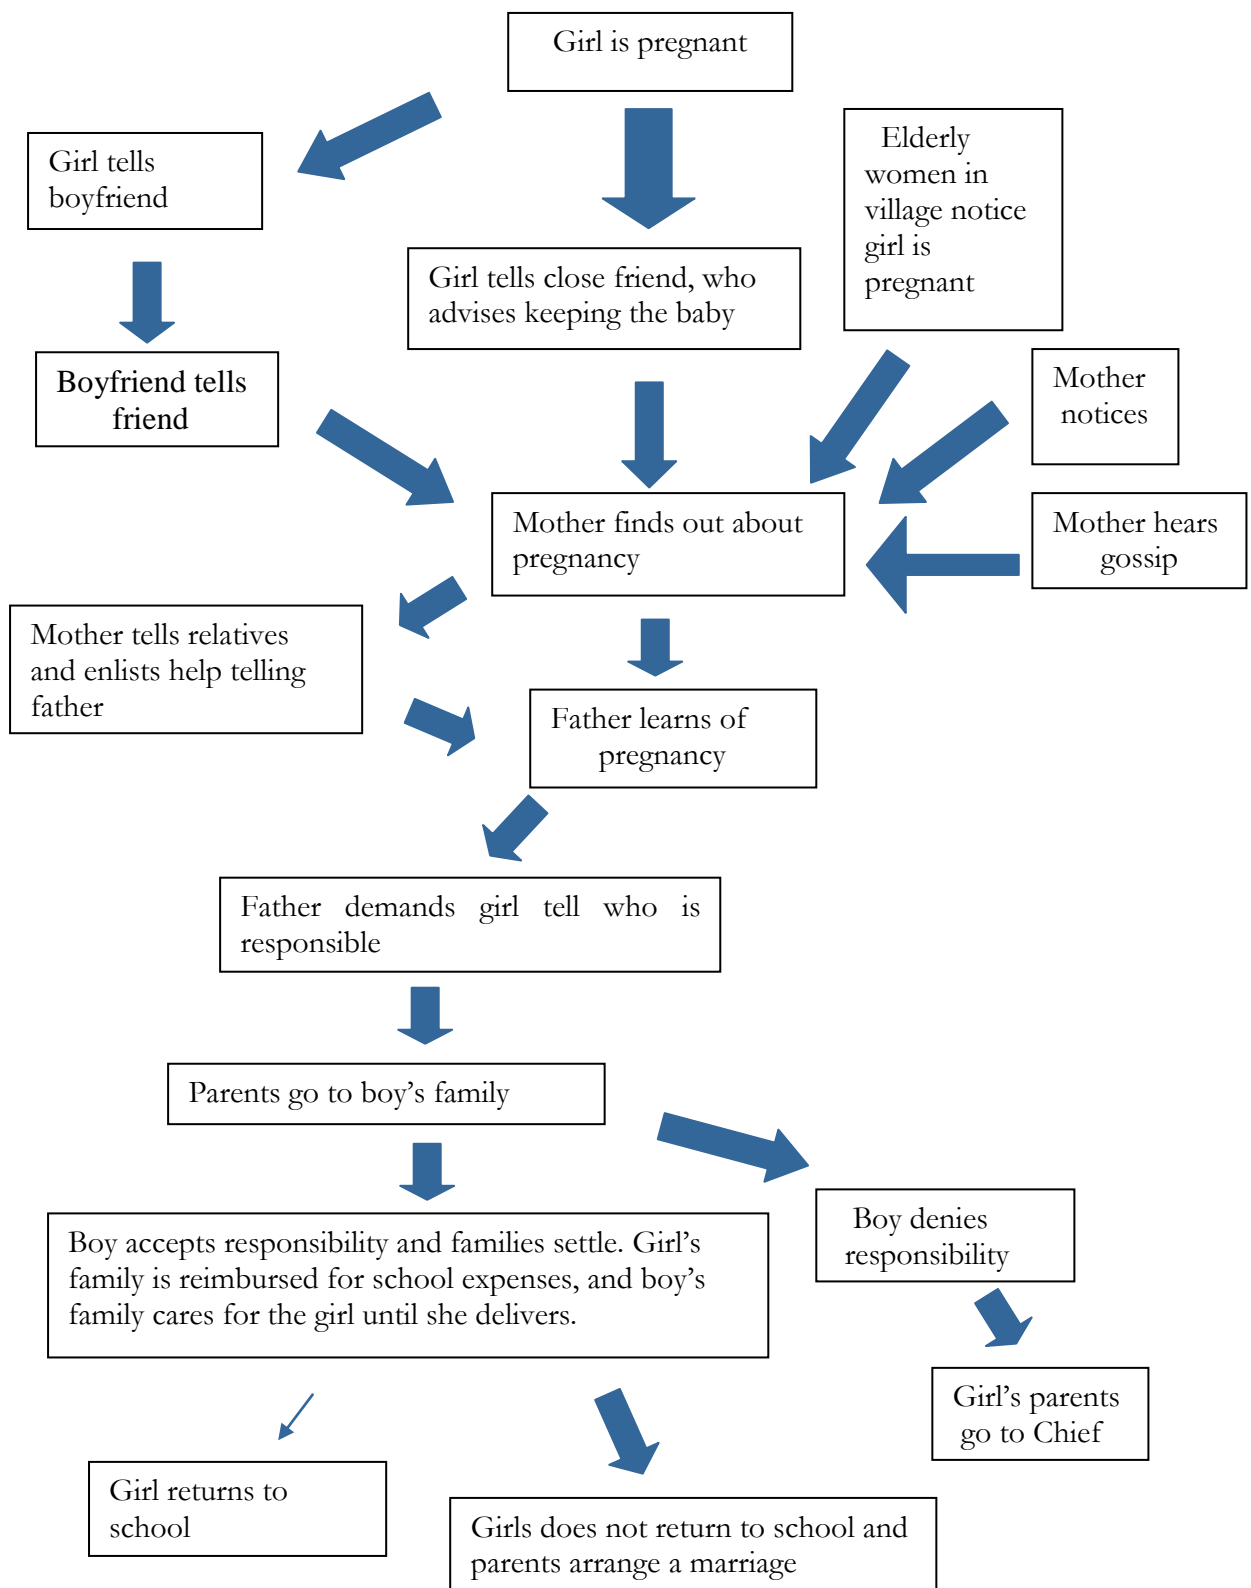 Girl is pregnant
Girl tells
boyfriend
Elderly
women in
village notice
girl is
pregnant
Girl tells close friend, who
advises keeping the baby
Boyfriend tells
friend
Mother
notices
Mother finds out about
pregnancy
Mother hears
gossip
Mother tells relatives
and enlists help telling
father
Father learns of
pregnancy
Father demands girl tell who is
responsible
Parents go to boy’s family
Boy accepts responsibility and families settle. Girl’s
family is reimbursed for school expenses, and boy’s
family cares for the girl until she delivers.
Boy denies
responsibility
Girl’s parents
go to Chief
Girl returns to
school
Girls does not return to school and
parents arrange a marriage